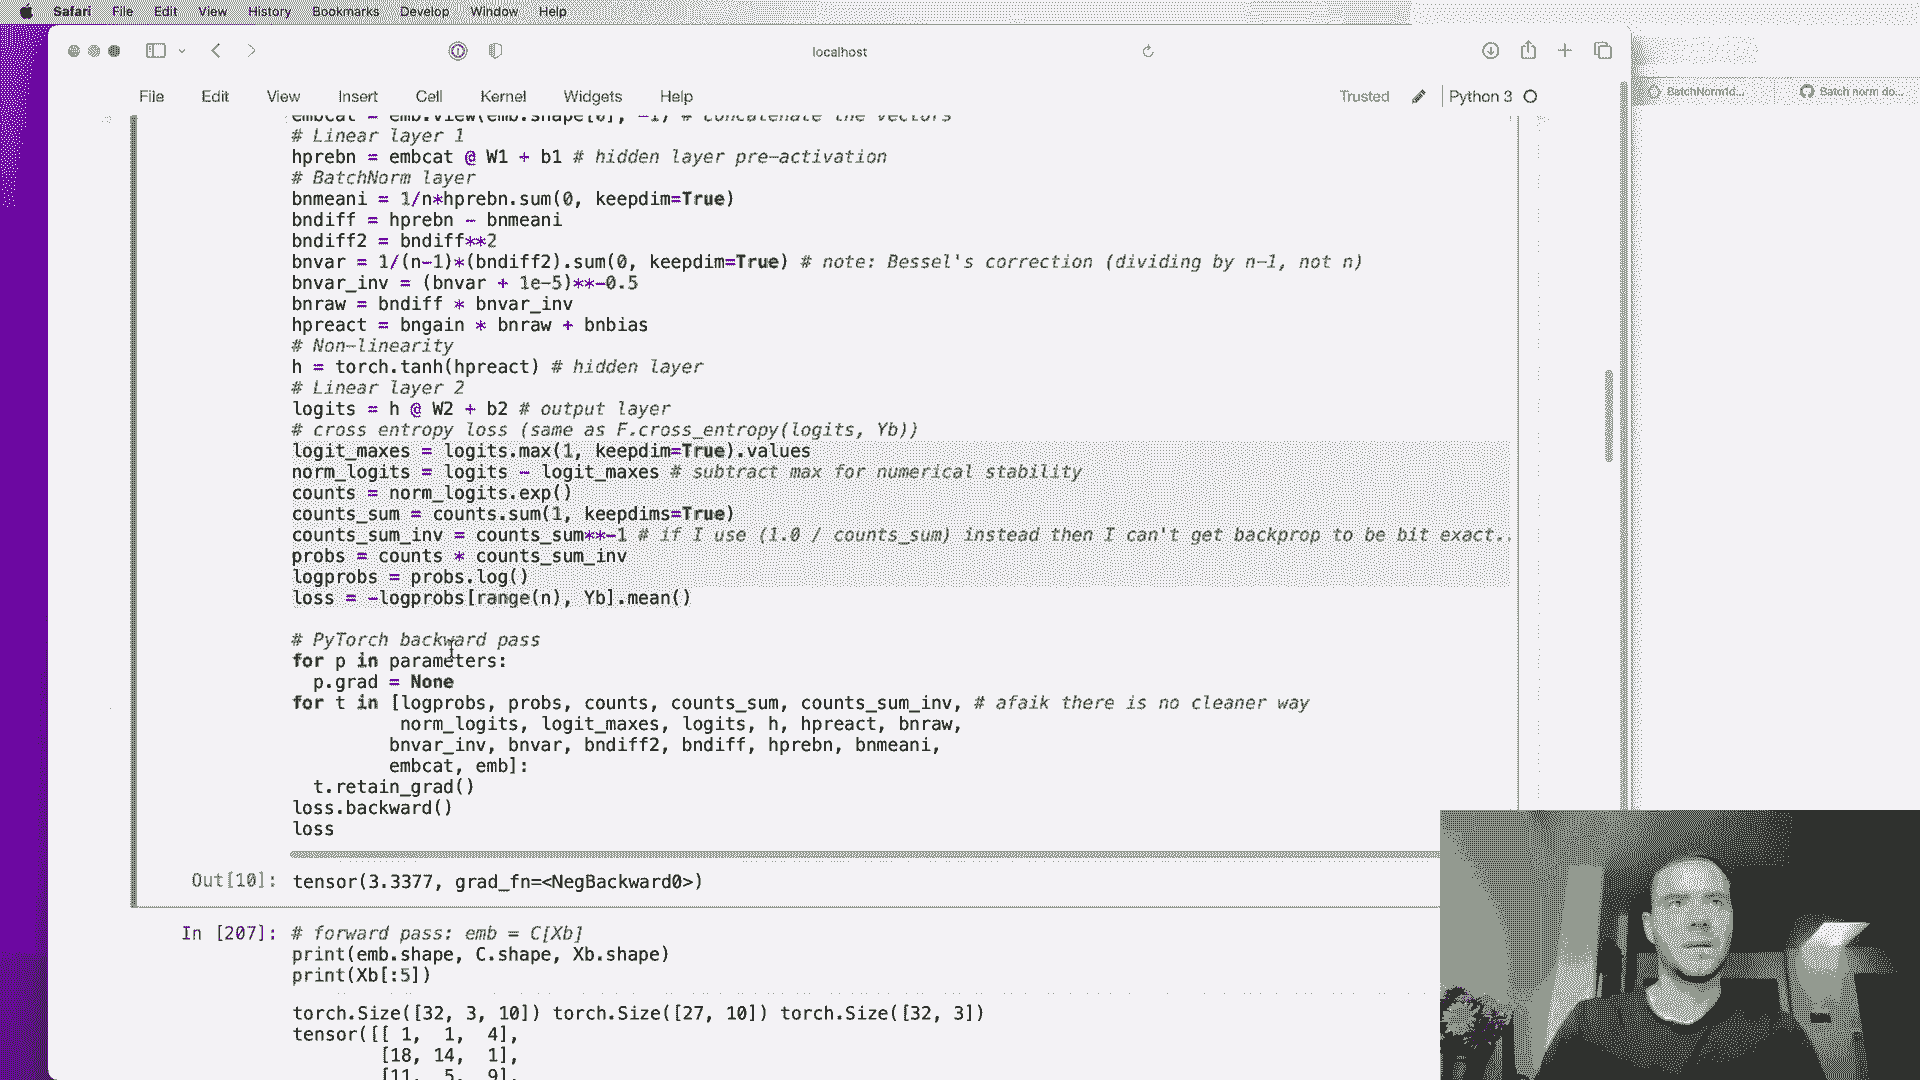 Safari File Edit View History Bookmarks Develop Window Help
localhost
File Edit View Insert Cell Kernel Widgets Help
Trusted Python 3
BatchNorm1d...
Batch norm do...
embcat = emb.view(emb.shape[0], -1) # concatenate the vectors
# Linear layer 1
hprebn = embcat @ W1 + b1 # hidden layer pre-activation
# BatchNorm layer
bnmeani = 1/n*hprebn.sum(0, keepdim=True)
bndiff = hprebn - bnmeani
bndiff2 = bndiff**2
bnvar = 1/(n-1)*(bndiff2).sum(0, keepdim=True) # note: Bessel's correction (dividing by n-1, not n)
bnvar_inv = (bnvar + 1e-5)**-0.5
bnraw = bndiff * bnvar_inv
hpreact = bngain * bnraw + bnbias
# Non-linearity
h = torch.tanh(hpreact) # hidden layer
# Linear layer 2
logits = h @ W2 + b2 # output layer
# cross entropy loss (same as F.cross_entropy(logits, Yb))
logit_maxes = logits.max(1, keepdim=True).values
norm_logits = logits - logit_maxes # subtract max for numerical stability
counts = norm_logits.exp()
counts_sum = counts.sum(1, keepdims=True)
counts_sum_inv = counts_sum**-1 # if I use (1.0 / counts_sum) instead then I can't get backprop to be bit exact..
probs = counts * counts_sum_inv
logprobs = probs.log()
loss = -logprobs[range(n), Yb].mean()
# PyTorch backward pass
for p in parameters:
p.grad = None
for t in [logprobs, probs, counts, counts_sum, counts_sum_inv, # afaik there is no cleaner way
norm_logits, logit_maxes, logits, h, hpreact, bnraw,
bnvar_inv, bnvar, bndiff2, bndiff, hprebn, bnmeani,
embcat, emb]:
t.retain_grad()
loss.backward()
loss
Out[10]: tensor(3.3377, grad_fn=<NegBackward0>)
In [207]: # forward pass: emb = C[Xb]
print(emb.shape, C.shape, Xb.shape)
print(Xb[:5])
torch.Size([32, 3, 10]) torch.Size([27, 10]) torch.Size([32, 3])
tensor([[ 1, 1, 4],
[18, 14, 1],
[11, 5, 9],